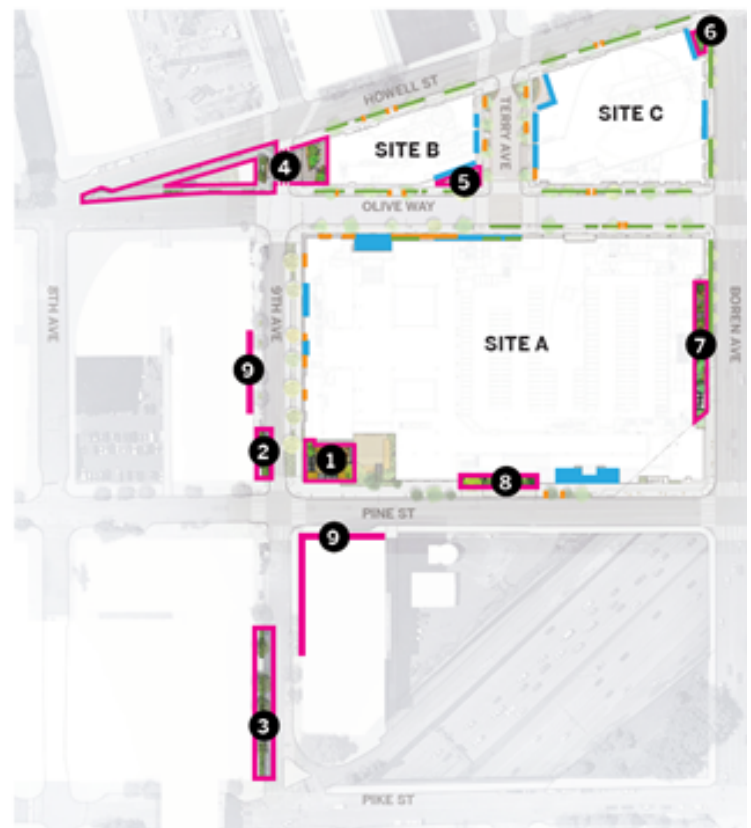 6
HOWELL ST
TERRY AVE
SITE C
SITE B
4
5
OLIVE WAY
8TH AVE
9TH AVE
BOREN AVE
SITE A
7
9
2
1
8
PINE ST
9
3
PIKE ST